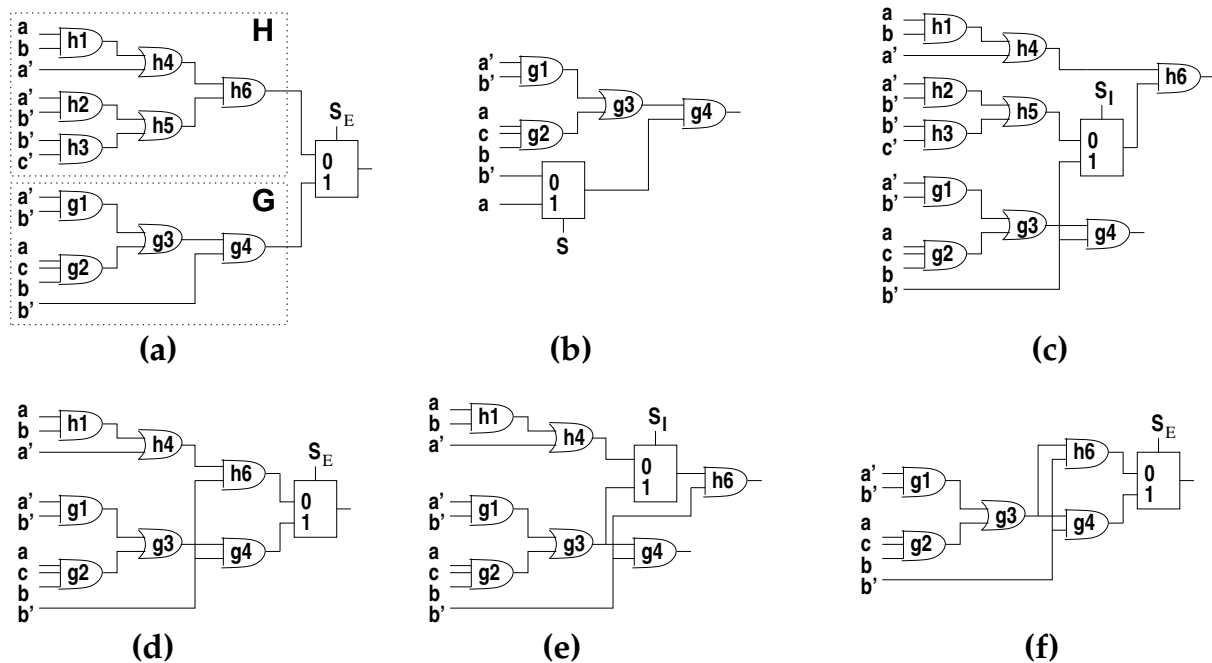 a
b
a'
h1
h4
H
a'
b'
b'
c'
h2
h3
h5
h6
S_E
0
1
a'
b'
a
c
b
b'
g1
g2
g3
g4
G
(a)
a'
b'
a
c
b
b'
a
g1
g2
g3
g4
0
1
S
(b)
a
b
a'
a'
b'
b'
c'
a'
b'
a
c
b
b'
h1
h4
h2
h3
h5
S_I
0
1
h6
g1
g2
g3
g4
(c)
a
b
a'
a'
b'
a
c
b
b'
h1
h4
h6
S_E
0
1
g1
g2
g3
g4
(d)
a
b
a'
a'
b'
a
c
b
b'
h1
h4
S_I
0
1
h6
g1
g2
g3
g4
(e)
a'
b'
a
c
b
b'
g1
g2
g3
h6
g4
S_E
0
1
(f)